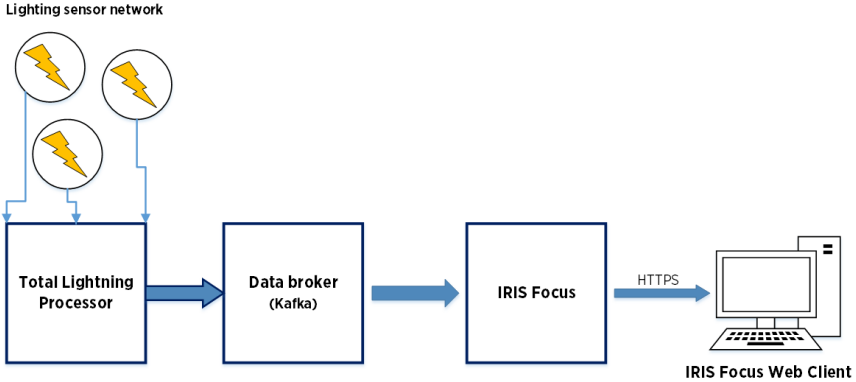 Lighting sensor network
Total Lightning
Processor
Data broker
(Kafka)
IRIS Focus
HTTPS
IRIS Focus Web Client